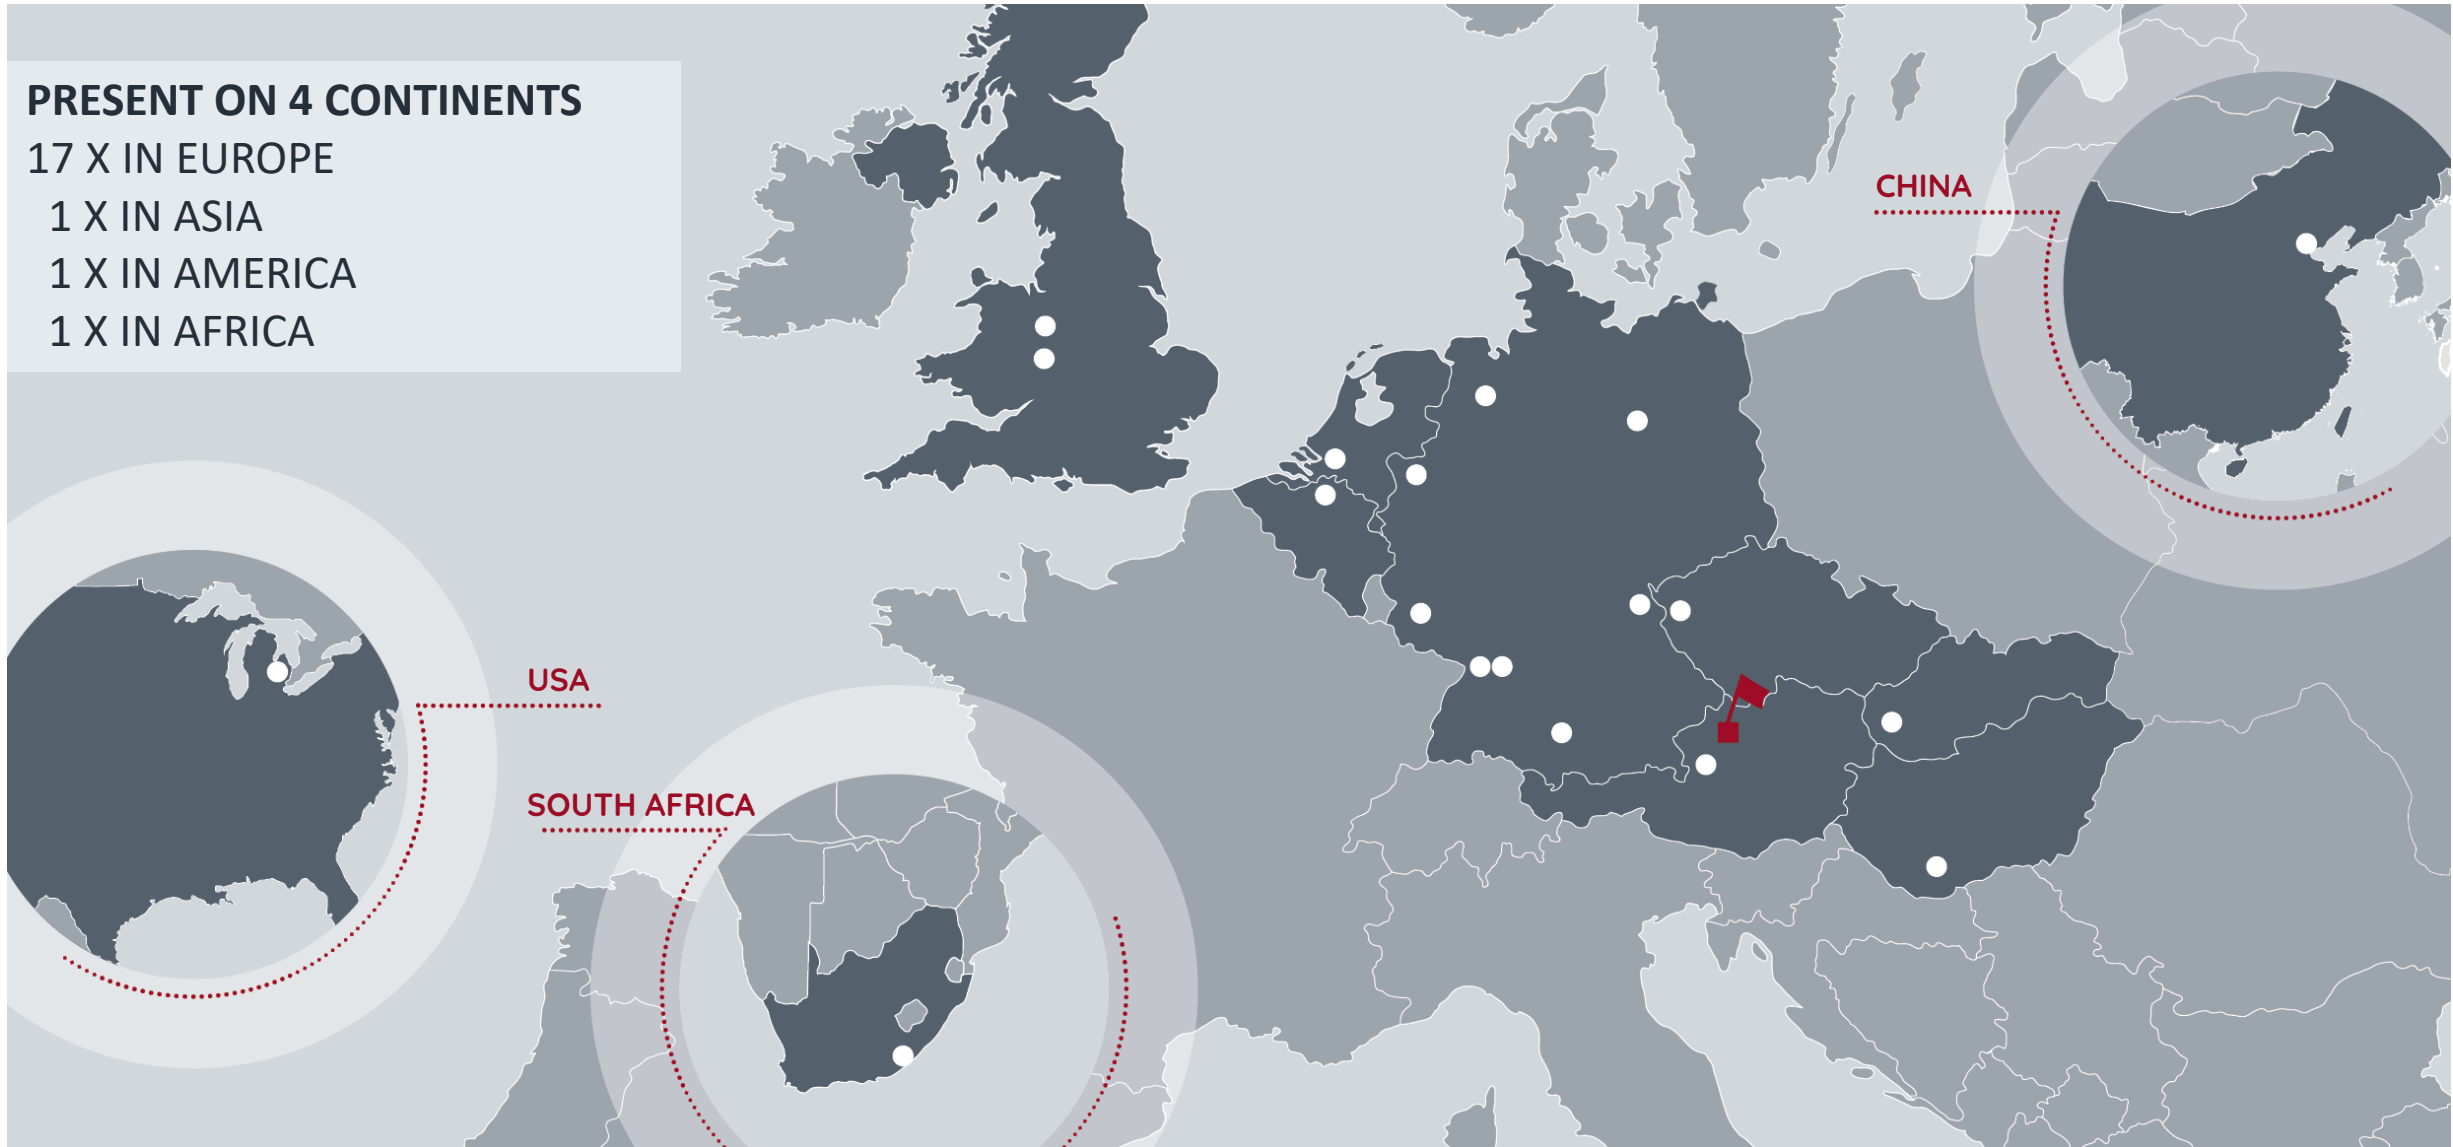 PRESENT ON 4 CONTINENTS
17 X IN EUROPE
1 X IN ASIA
1 X IN AMERICA
1 X IN AFRICA
CHINA
USA
SOUTH AFRICA